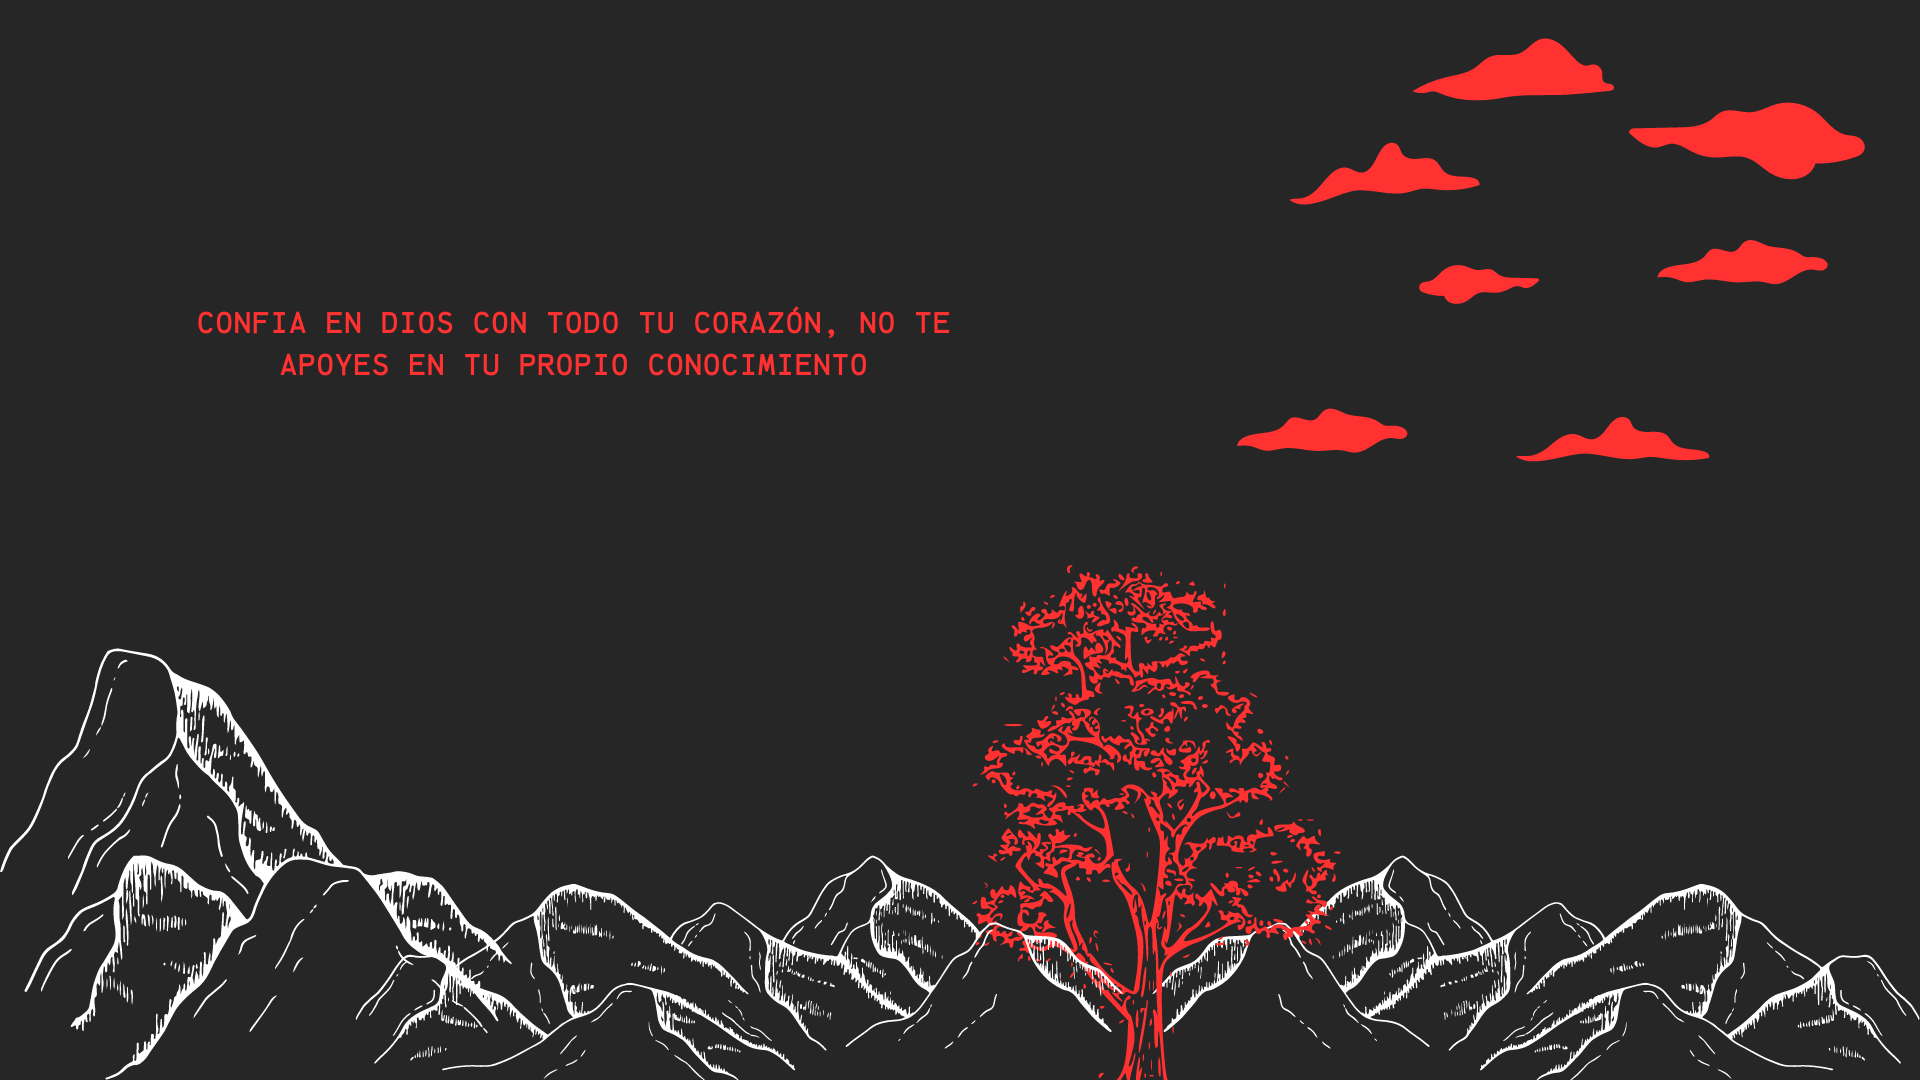 CONFIA EN DIOS CON TODO TU CORAZÓN, NO TE
APOYES EN TU PROPIO CONOCIMIENTO